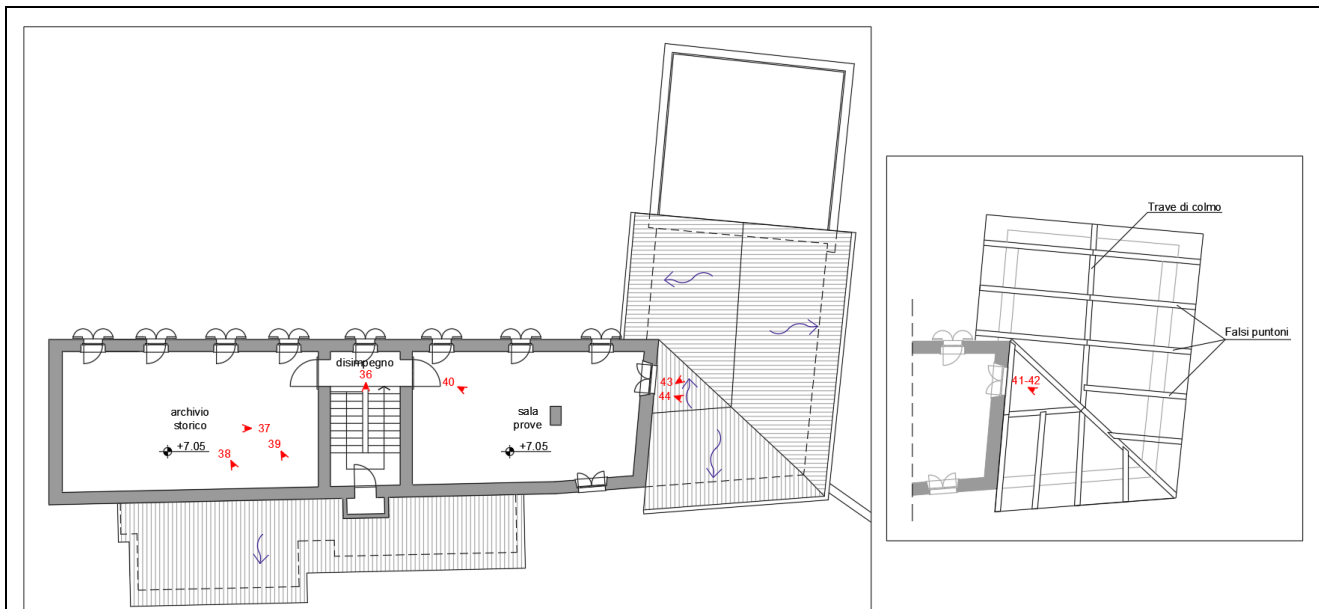 Trave di colmo
Falsi puntoni
disimpegno
36
40
43
44
41-42
archivio
storico
37
38
39
+7.05
sala
prove
+7.05